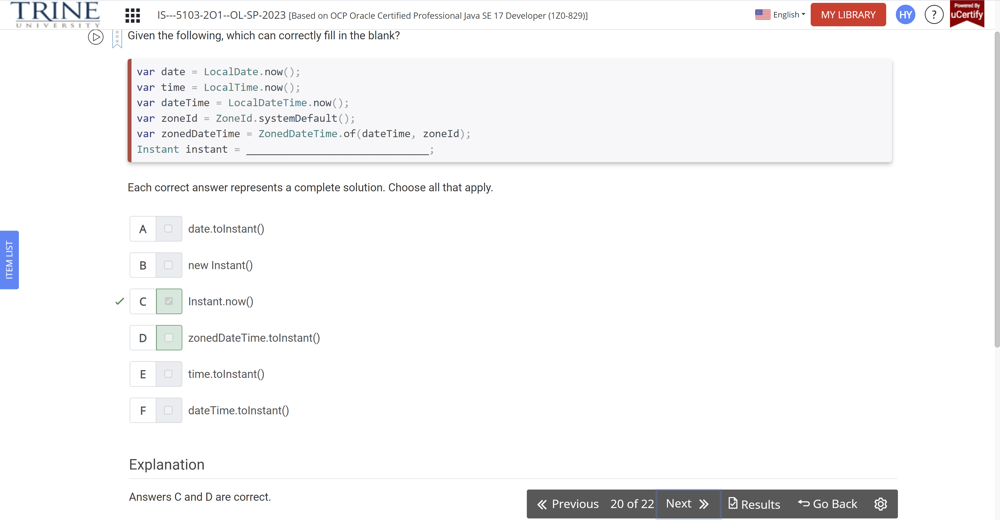 TRINE
UNIVERSITY
IS---5103-2O1--OL-SP-2023 [Based on OCP Oracle Certified Professional Java SE 17 Developer (1Z0-829)]
English
MY LIBRARY
HY
?
Powered By
uCertify
Given the following, which can correctly fill in the blank?
var date = LocalDate.now();
var time = LocalTime.now();
var dateTime = LocalDateTime.now();
var zoneId = ZoneId.systemDefault();
var zonedDateTime = ZonedDateTime.of(dateTime, zoneId);
Instant instant = ______________________________;
Each correct answer represents a complete solution. Choose all that apply.
A date.toInstant()
B new Instant()
C Instant.now()
D zonedDateTime.toInstant()
E time.toInstant()
F dateTime.toInstant()
ITEM LIST
Explanation
Answers C and D are correct.
Previous 20 of 22 Next Results Go Back